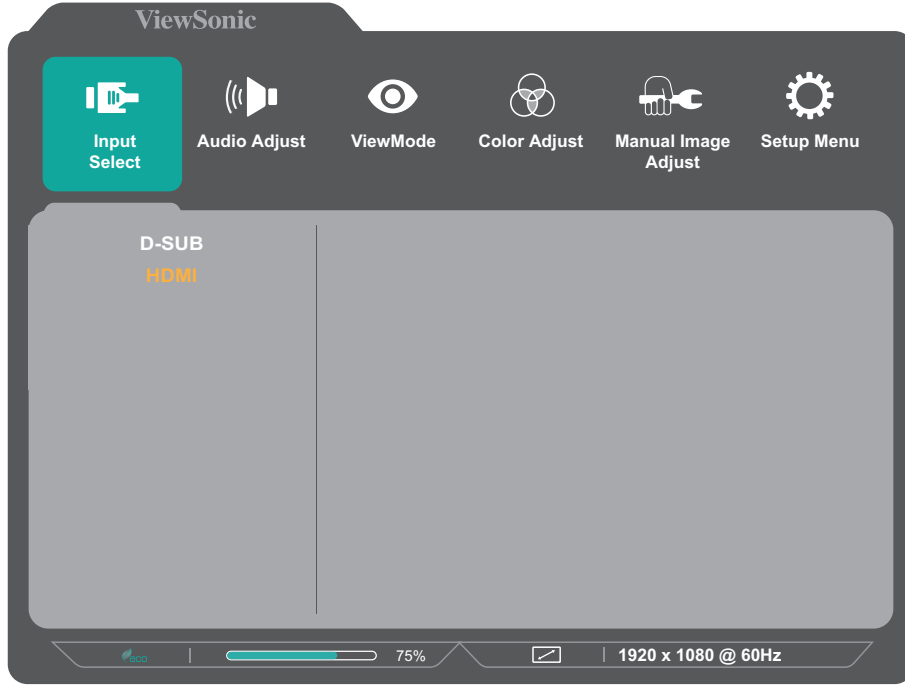 ViewSonic
Input Select
Audio Adjust
ViewMode
Color Adjust
Manual Image Adjust
Setup Menu
D-SUB
HDMI
eco
75%
1920 x 1080 @ 60Hz